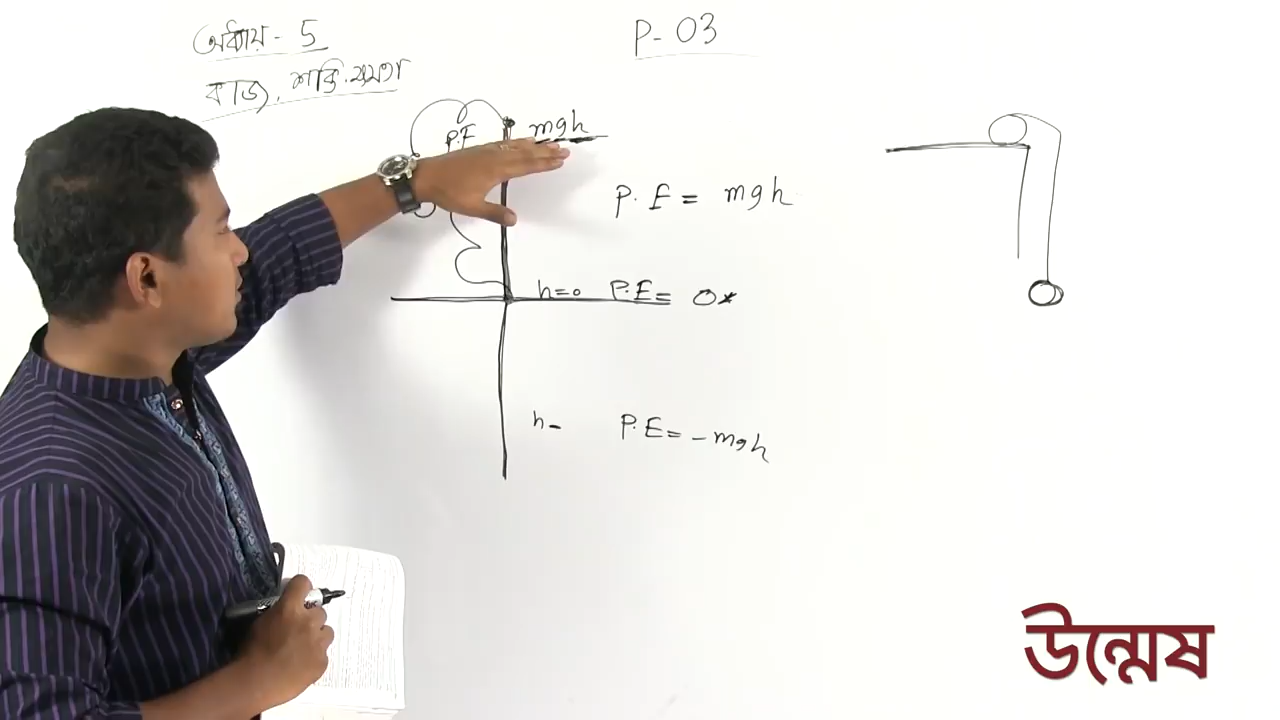 অধ্যায় - 5
কাজ, শক্তি. ক্ষমতা
P-03
P.E
mgh
P.E = mgh
h=0 P.E= 0*
h- P.E= -mgh
উন্মেষ